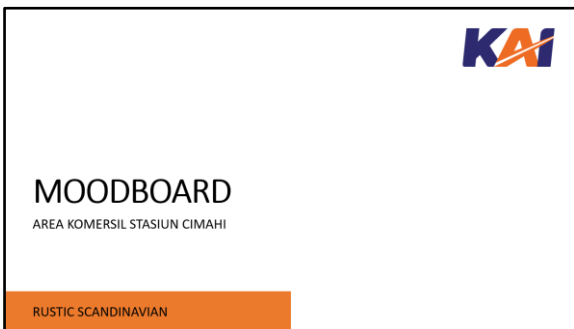 KAI
MOODBOARD
AREA KOMERSIL STASIUN CIMAHI
RUSTIC SCANDINAVIAN